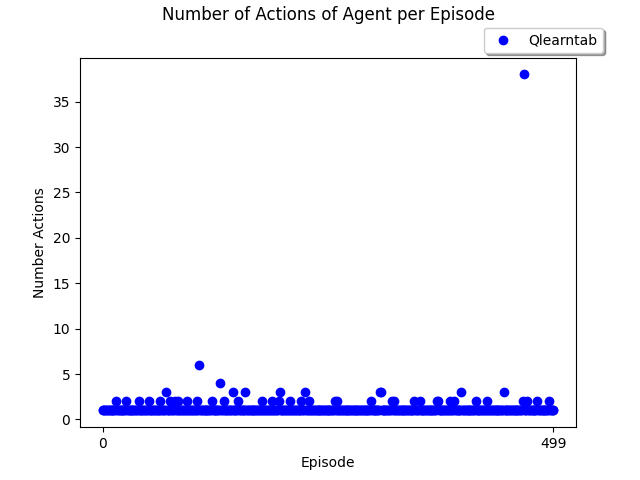 Number of Actions of Agent per Episode
Qlearntab
35
30
25
20
15
10
5
0
Number Actions
0 499
Episode